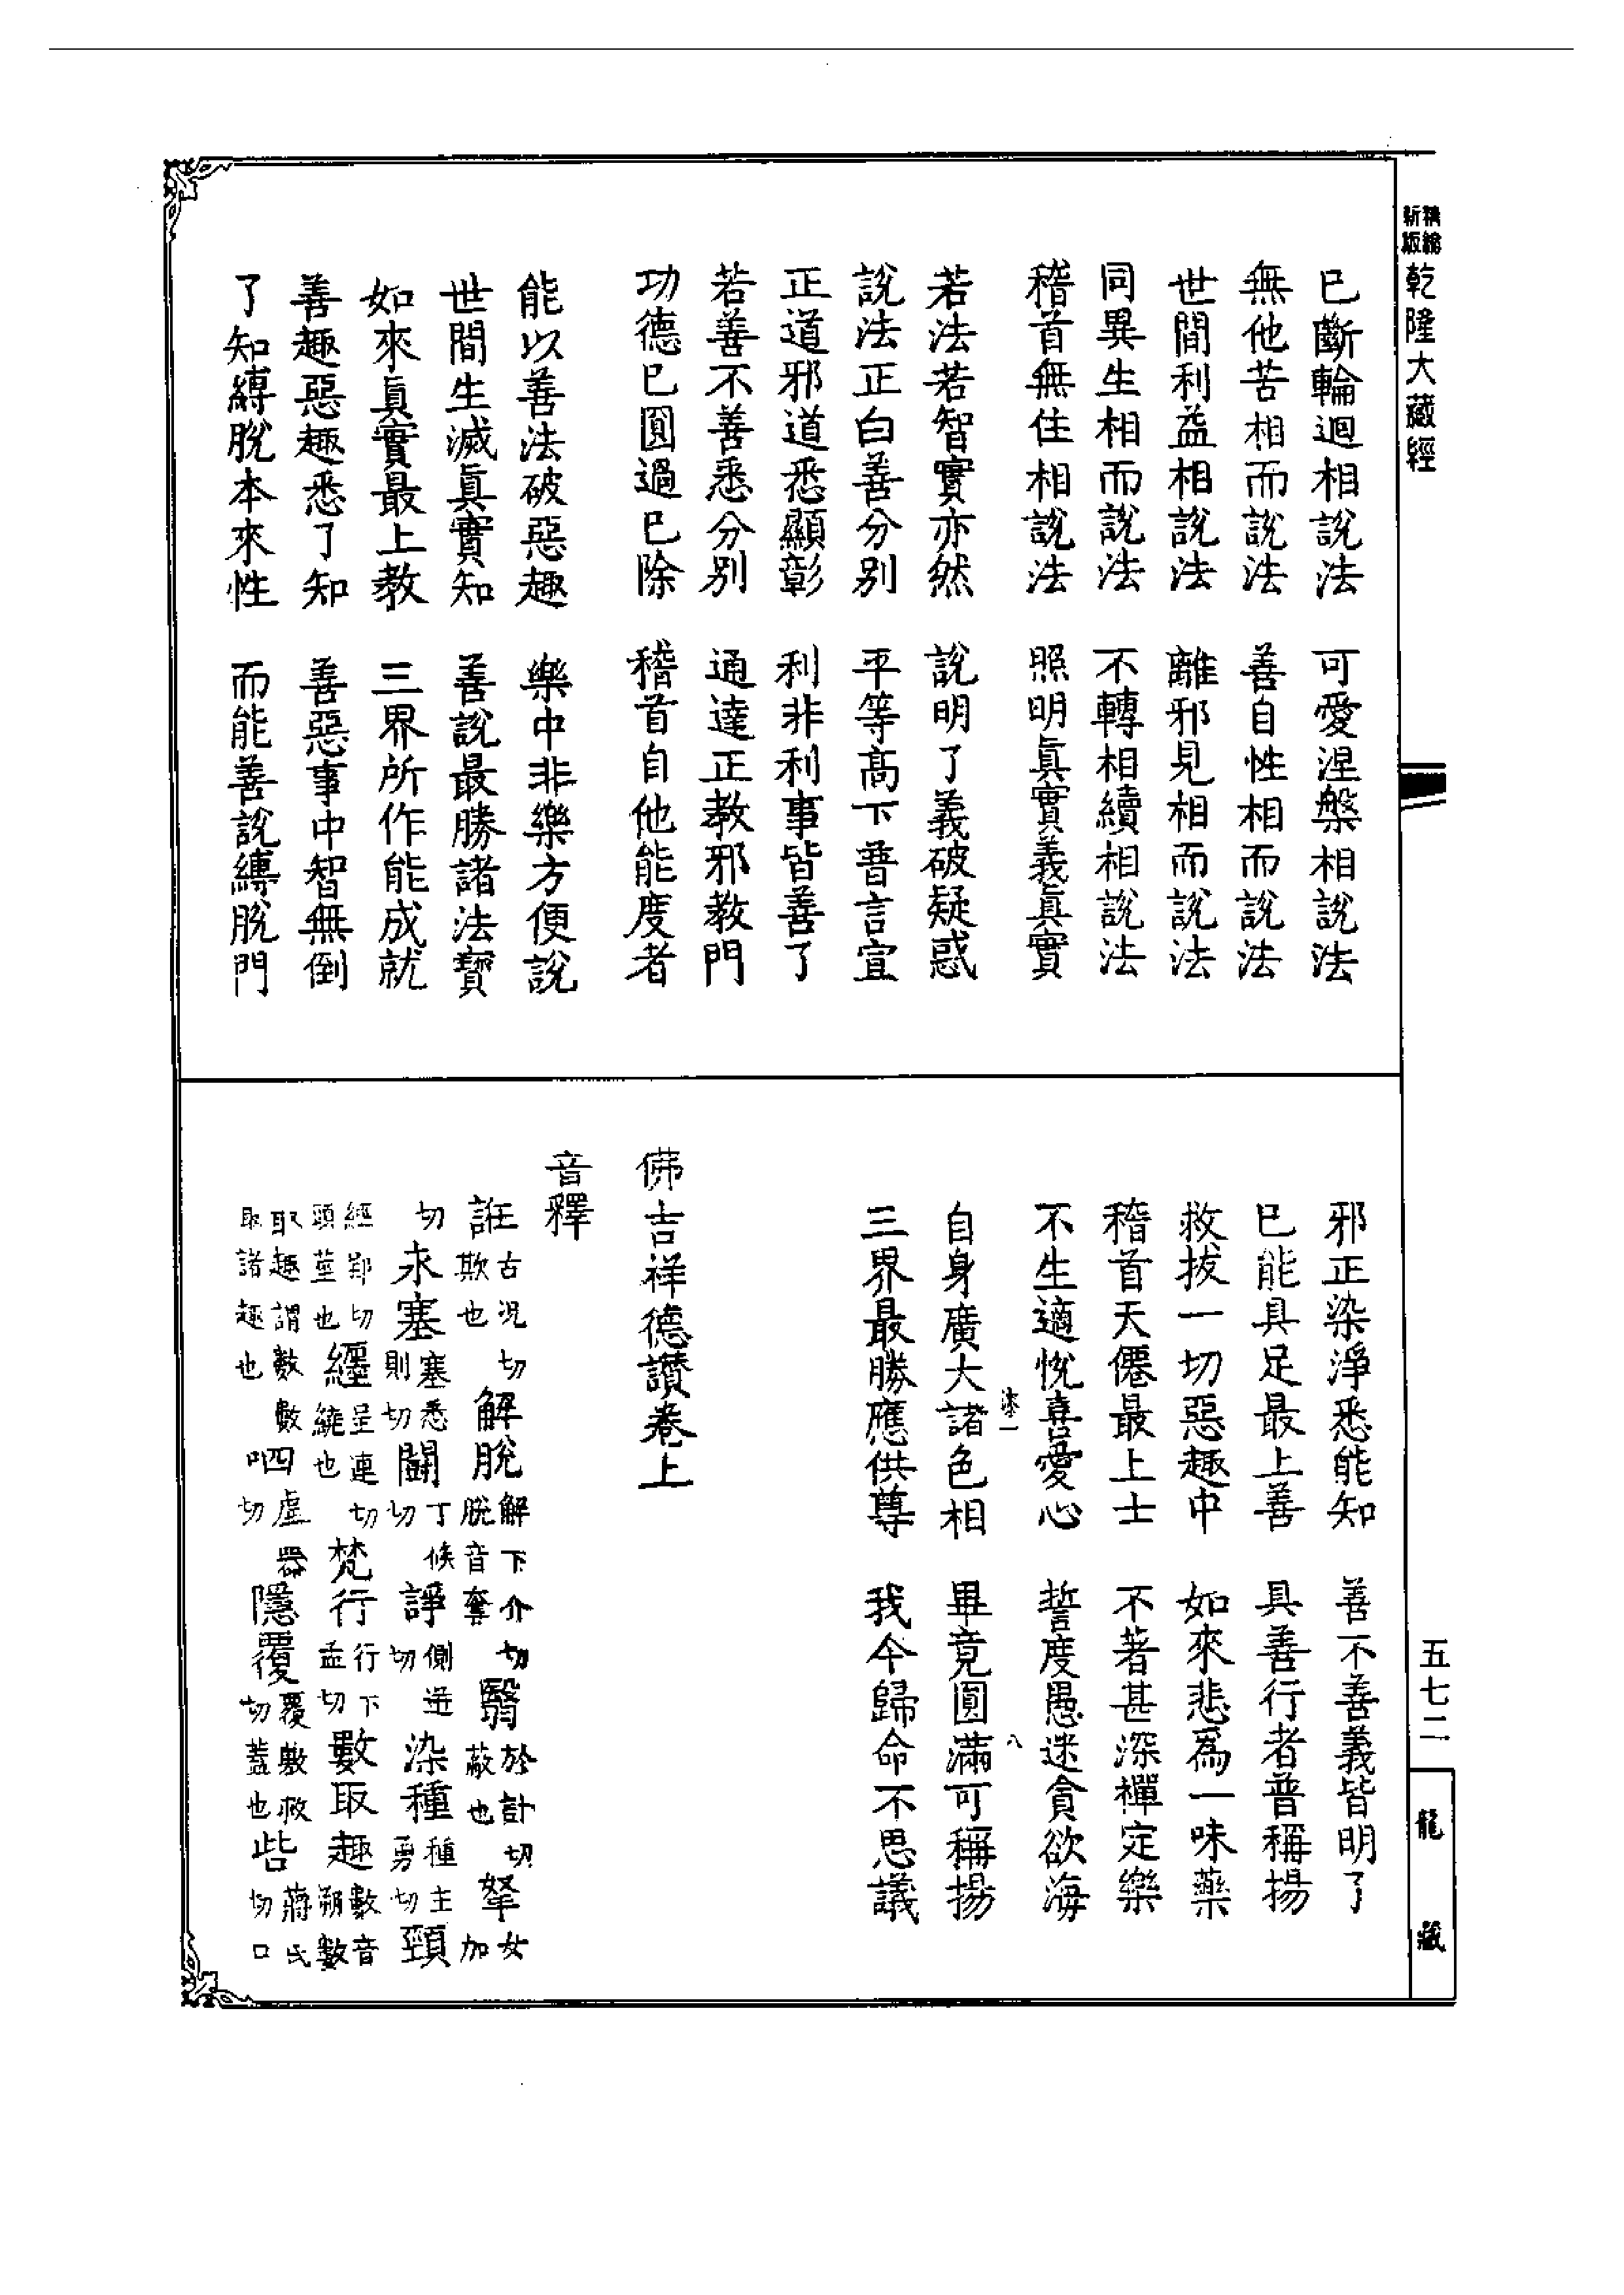 新版精縮 乾隆大藏經
已斷輪迴相說法 可愛涅槃相說法
無他苦相而說法 善自性相而說法
世間利益相說法 離邪見相而說法
同異生相而說法 不轉相續相說法
稽首無住相說法 照明眞實義眞實
若法若智實亦然 說明了義破疑惑
說法正白善分別 平等高下普言宣
正道邪道悉顯彰 利非利事皆善了
若善不善悉分別 通達正教邪教門
功德已圓過已除 稽首自他能度者
能以善法破惡趣 樂中非樂方便說
世間生滅眞實知 善說最勝諸法寶
如來眞實最上教 三界所作能成就
善趣惡趣悉了知 善惡事中智無倒
了知縛脫本來性 而能善說縛脫門
邪正染淨悉能知 善不善義皆明了
已能具足最上善 具善行者普稱揚
救拔一切惡趣中 如來悲爲一味藥
稽首天僊最上士 不著甚深禪定樂
不生適悅喜愛心 誓度愚迷貪欲海
八
自身廣大諸色相 畢竟圓滿可稱揚
三界最勝應供尊 我今歸命不思議
佛吉祥德讚卷上
音釋
誑古況切欺也 解脫解下介切脫音奪 翳於計切蔽也 拏女加
切 未塞塞悉則切 鬭丁候切 諍側迸切 染種種主勇切 頸
經郢切頭莖也 纏呈連切繞也 梵行行下孟切 數取趣數音朔數數
取趣謂數數取諸趣也 呬四虛器切 隱覆覆敷救切蓋也 呰蔣氏切口
五七二
龍藏